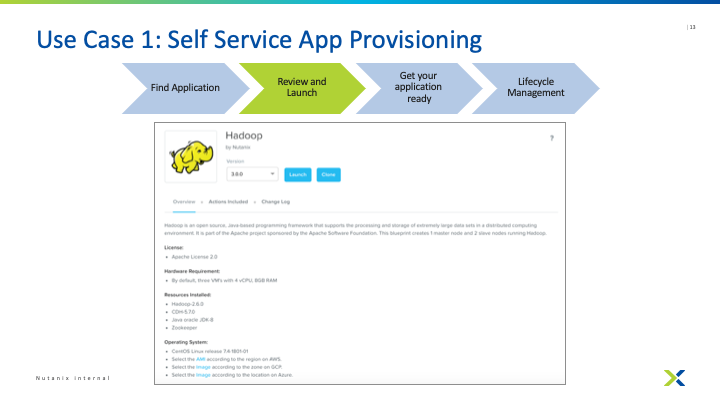 | 13
Use Case 1: Self Service App Provisioning
Find Application
Review and
Launch
Get your
application
ready
Lifecycle
Management
Hadoop
by Nutanix
?
Version
3.0.0
Launch
Clone
Overview
Actions Included
Change Log
Hadoop is an open source, Java-based programming framework that supports the processing and storage of extremely large data sets in a distributed computing
environment. It is part of the Apache project sponsored by the Apache Software Foundation. This blueprint creates 1 master node and 2 slave nodes running Hadoop.
License:
• Apache License 2.0
Hardware Requirement:
• By default, three VM's with 4 vCPU, 8GB RAM
Resources Installed:
• Hadoop-2.6.0
• CDH-5.7.0
• Java oracle JDK-8
• Zookeeper
Operating System:
• CentOS Linux release 7.4-1801-01
• Select the AMI according to the region on AWS.
• Select the Image according to the zone on GCP.
• Select the Image according to the location on Azure.
Nutanix Internal